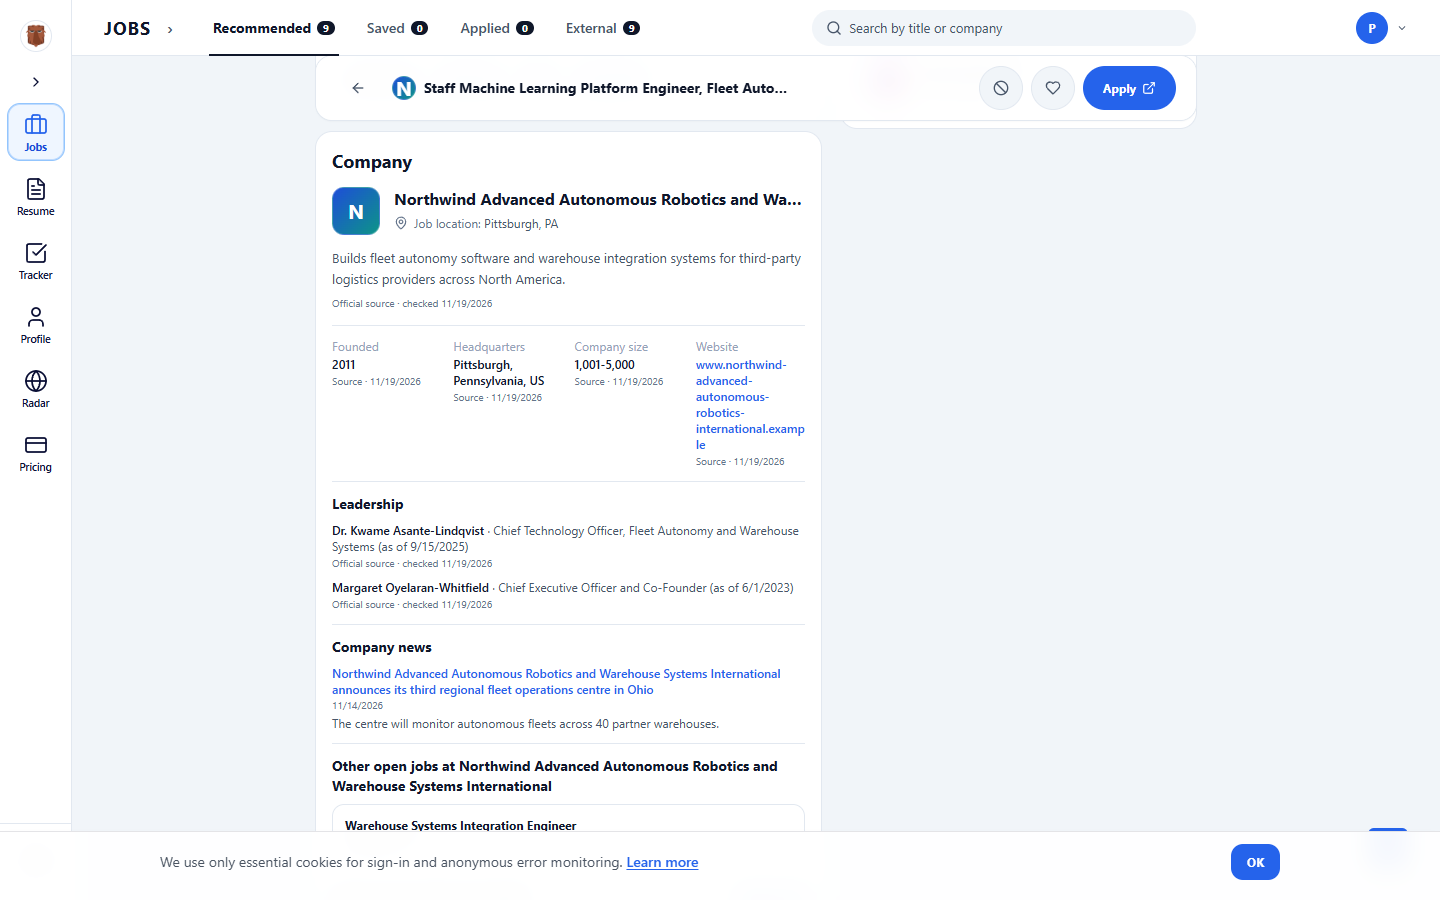 JOBS
Recommended 9
Saved 0
Applied 0
External 9
Search by title or company
P
Jobs
Resume
Tracker
Profile
Radar
Pricing
N
Staff Machine Learning Platform Engineer, Fleet Auto...
Apply
Company
N
Northwind Advanced Autonomous Robotics and Wa...
Job location: Pittsburgh, PA
Builds fleet autonomy software and warehouse integration systems for third-party
logistics providers across North America.
Official source · checked 11/19/2026
Founded
2011
Source · 11/19/2026
Headquarters
Pittsburgh,
Pennsylvania, US
Source · 11/19/2026
Company size
1,001-5,000
Source · 11/19/2026
Website
www.northwind-
advanced-
autonomous-
robotics-
international.examp
le
Source · 11/19/2026
Leadership
Dr. Kwame Asante-Lindqvist · Chief Technology Officer, Fleet Autonomy and Warehouse
Systems (as of 9/15/2025)
Official source · checked 11/19/2026
Margaret Oyelaran-Whitfield · Chief Executive Officer and Co-Founder (as of 6/1/2023)
Official source · checked 11/19/2026
Company news
Northwind Advanced Autonomous Robotics and Warehouse Systems International
announces its third regional fleet operations centre in Ohio
11/14/2026
The centre will monitor autonomous fleets across 40 partner warehouses.
Other open jobs at Northwind Advanced Autonomous Robotics and
Warehouse Systems International
Warehouse Systems Integration Engineer
We use only essential cookies for sign-in and anonymous error monitoring. Learn more
OK